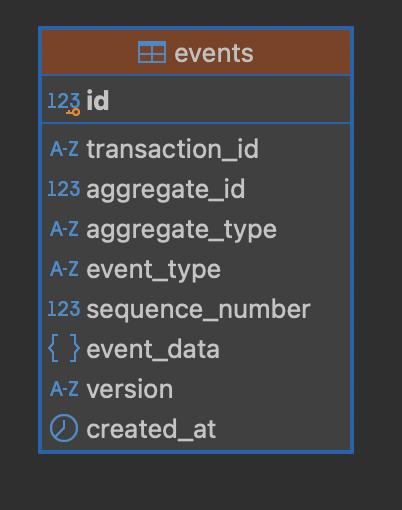 events
123 id
A-Z transaction_id
123 aggregate_id
A-Z aggregate_type
A-Z event_type
123 sequence_number
{ } event_data
A-Z version
created_at